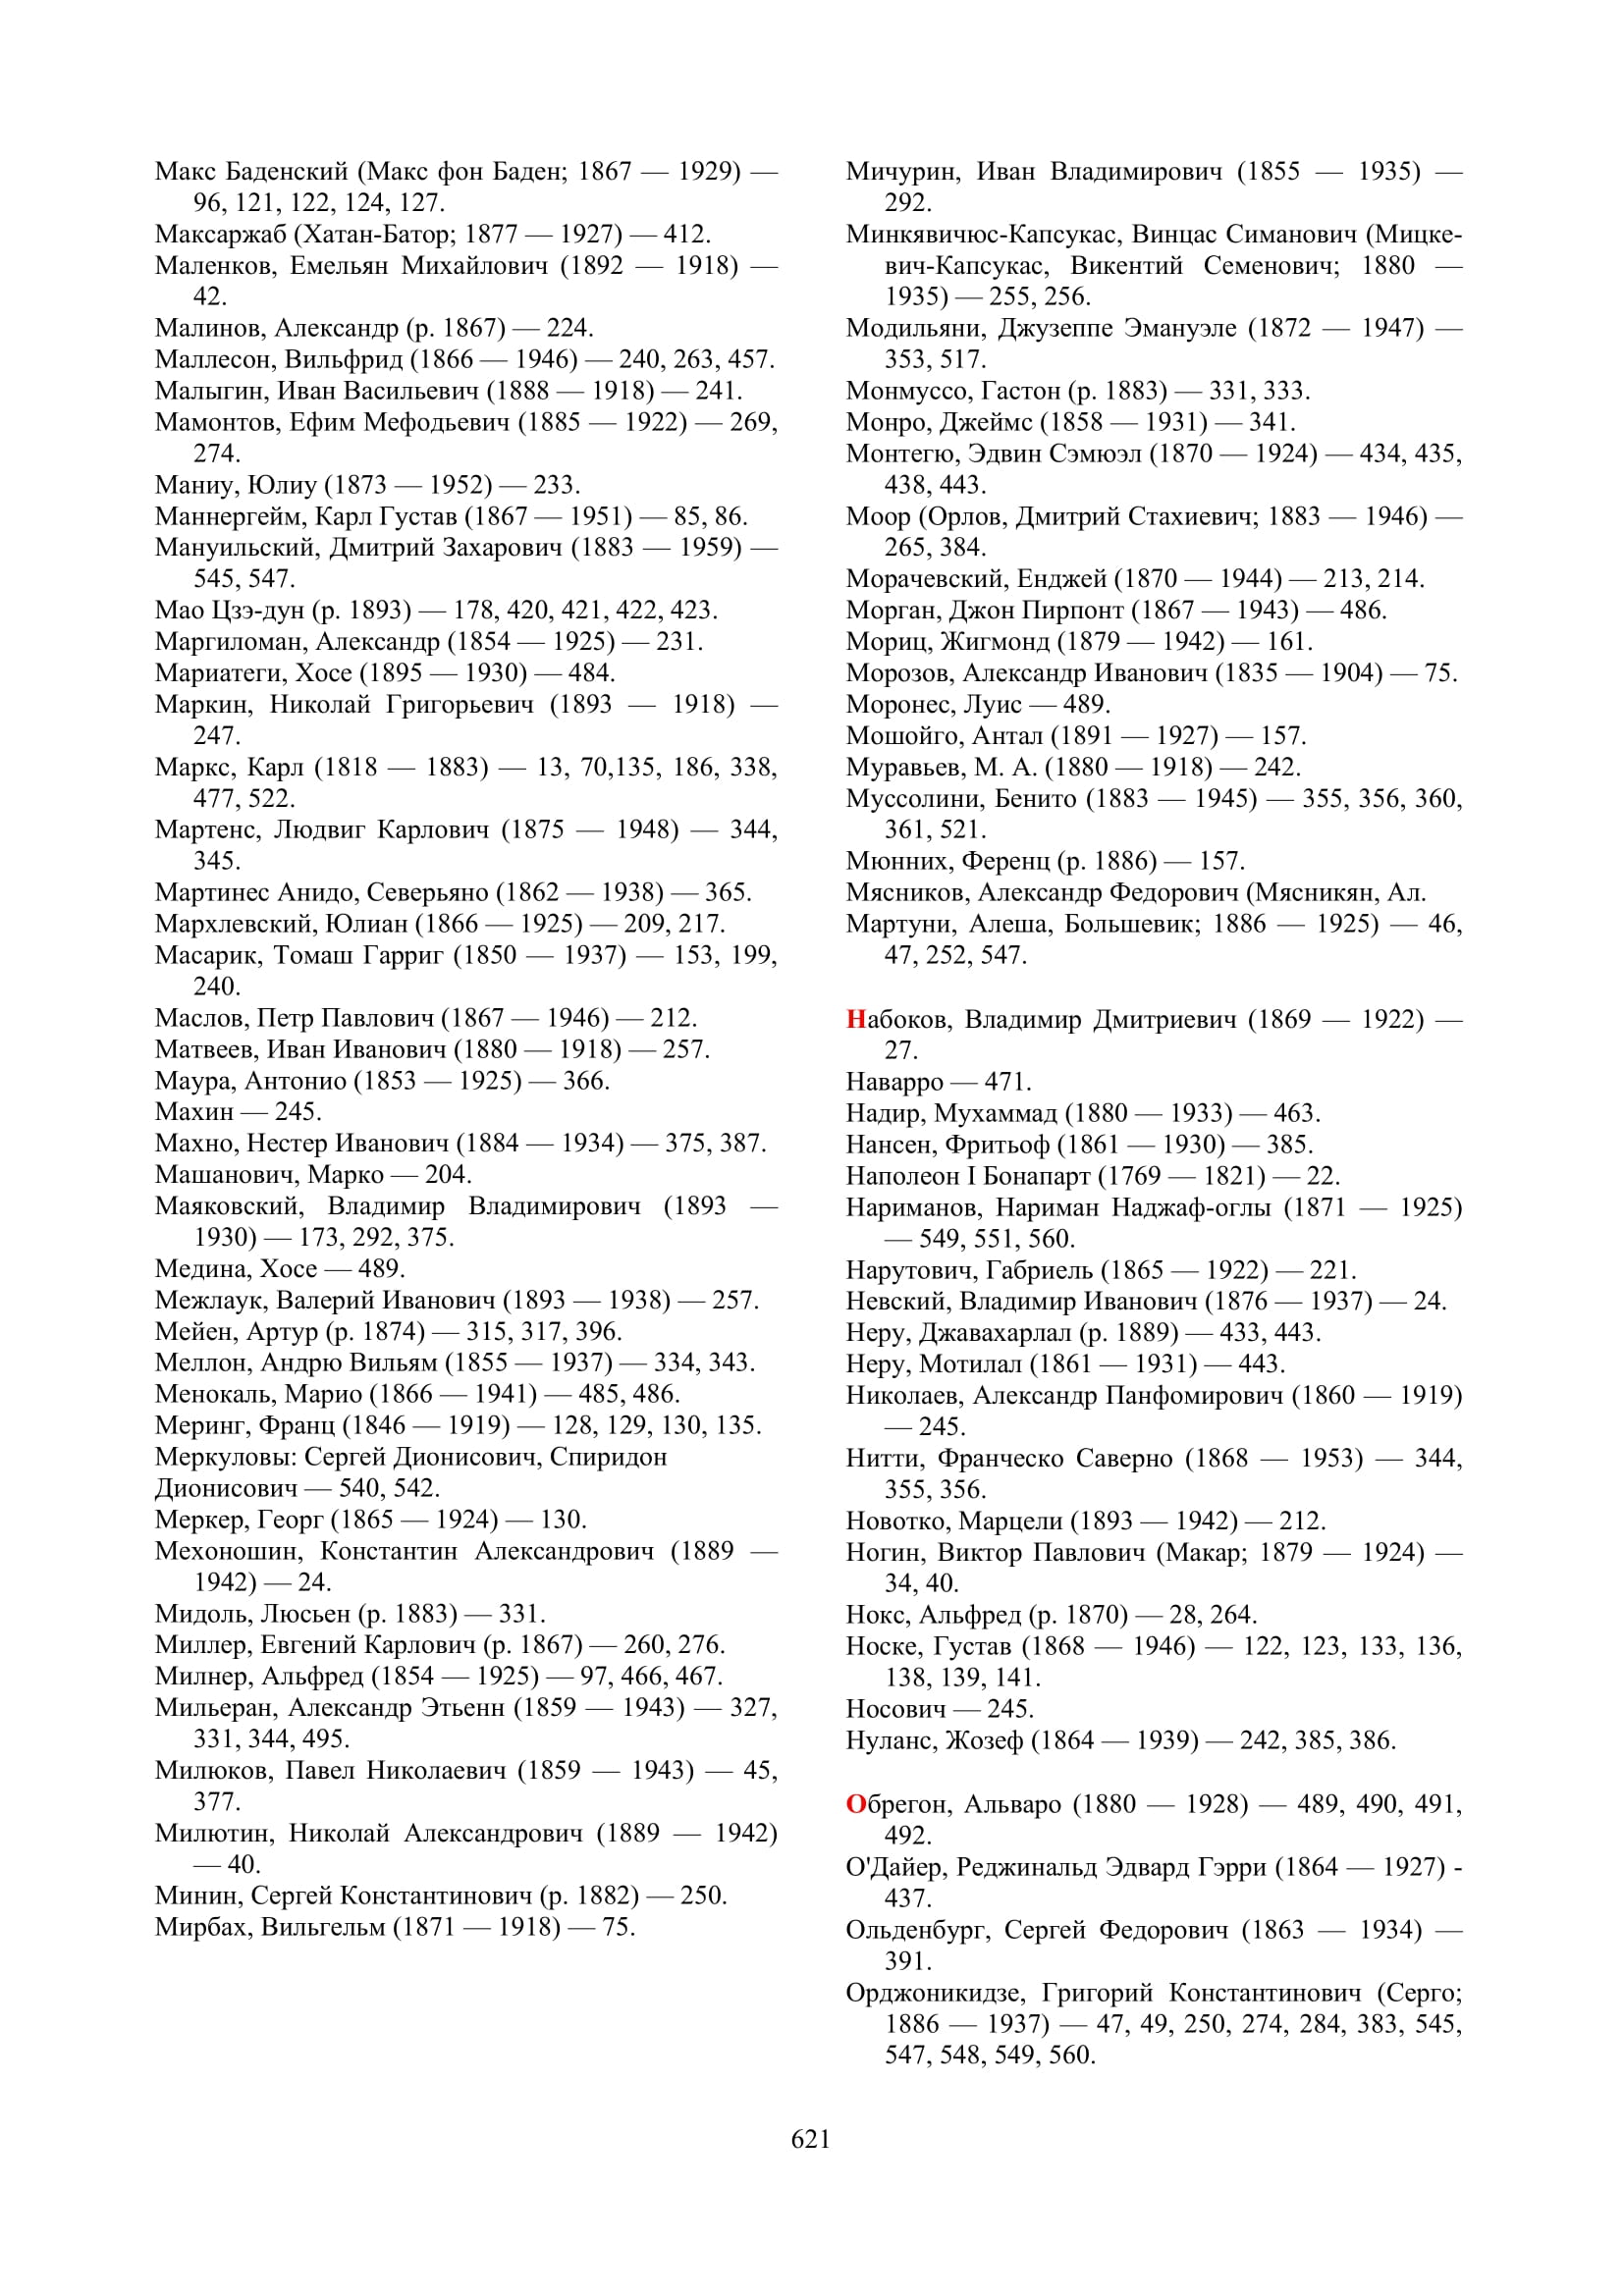 Макс Баденский (Макс фон Баден; 1867 — 1929) —
96, 121, 122, 124, 127.
Максаржаб (Хатан-Батор; 1877 — 1927) — 412.
Маленков, Емельян Михайлович (1892 — 1918) —
42.
Малинов, Александр (р. 1867) — 224.
Маллесон, Вильфрид (1866 — 1946) — 240, 263, 457.
Малыгин, Иван Васильевич (1888 — 1918) — 241.
Мамонтов, Ефим Мефодьевич (1885 — 1922) — 269,
274.
Маниу, Юлиу (1873 — 1952) — 233.
Маннергейм, Карл Густав (1867 — 1951) — 85, 86.
Мануильский, Дмитрий Захарович (1883 — 1959) —
545, 547.
Мао Цзэ-дун (р. 1893) — 178, 420, 421, 422, 423.
Маргиломан, Александр (1854 — 1925) — 231.
Мариатеги, Хосе (1895 — 1930) — 484.
Маркин, Николай Григорьевич (1893 — 1918) —
247.
Маркс, Карл (1818 — 1883) — 13, 70,135, 186, 338,
477, 522.
Мартенс, Людвиг Карлович (1875 — 1948) — 344,
345.
Мартинес Анидо, Северьяно (1862 — 1938) — 365.
Мархлевский, Юлиан (1866 — 1925) — 209, 217.
Масарик, Томаш Гарриг (1850 — 1937) — 153, 199,
240.
Маслов, Петр Павлович (1867 — 1946) — 212.
Матвеев, Иван Иванович (1880 — 1918) — 257.
Маура, Антонио (1853 — 1925) — 366.
Махин — 245.
Махно, Нестер Иванович (1884 — 1934) — 375, 387.
Машанович, Марко — 204.
Маяковский, Владимир Владимирович (1893 —
1930) — 173, 292, 375.
Медина, Хосе — 489.
Межлаук, Валерий Иванович (1893 — 1938) — 257.
Мейен, Артур (р. 1874) — 315, 317, 396.
Меллон, Андрю Вильям (1855 — 1937) — 334, 343.
Менокаль, Марио (1866 — 1941) — 485, 486.
Меринг, Франц (1846 — 1919) — 128, 129, 130, 135.
Меркуловы: Сергей Дионисович, Спиридон
Дионисович — 540, 542.
Меркер, Георг (1865 — 1924) — 130.
Мехоношин, Константин Александрович (1889 —
1942) — 24.
Мидоль, Люсьен (р. 1883) — 331.
Миллер, Евгений Карлович (р. 1867) — 260, 276.
Милнер, Альфред (1854 — 1925) — 97, 466, 467.
Мильеран, Александр Этьенн (1859 — 1943) — 327,
331, 344, 495.
Милюков, Павел Николаевич (1859 — 1943) — 45,
377.
Милютин, Николай Александрович (1889 — 1942)
— 40.
Минин, Сергей Константинович (р. 1882) — 250.
Мирбах, Вильгельм (1871 — 1918) — 75.
Мичурин, Иван Владимирович (1855 — 1935) —
292.
Минкявичюс-Капсукас, Винцас Симанович (Мицке-
вич-Капсукас, Викентий Семенович; 1880 —
1935) — 255, 256.
Модильяни, Джузеппе Эмануэле (1872 — 1947) —
353, 517.
Монмуссо, Гастон (р. 1883) — 331, 333.
Монро, Джеймс (1858 — 1931) — 341.
Монтегю, Эдвин Сэмюэл (1870 — 1924) — 434, 435,
438, 443.
Моор (Орлов, Дмитрий Стахиевич; 1883 — 1946) —
265, 384.
Морачевский, Енджей (1870 — 1944) — 213, 214.
Морган, Джон Пирпонт (1867 — 1943) — 486.
Мориц, Жигмонд (1879 — 1942) — 161.
Морозов, Александр Иванович (1835 — 1904) — 75.
Моронес, Луис — 489.
Мошойго, Антал (1891 — 1927) — 157.
Муравьев, М. А. (1880 — 1918) — 242.
Муссолини, Бенито (1883 — 1945) — 355, 356, 360,
361, 521.
Мюнних, Ференц (р. 1886) — 157.
Мясников, Александр Федорович (Мясникян, Ал.
Мартуни, Алеша, Большевик; 1886 — 1925) — 46,
47, 252, 547.
Набоков, Владимир Дмитриевич (1869 — 1922) —
27.
Наварро — 471.
Надир, Мухаммад (1880 — 1933) — 463.
Нансен, Фритьоф (1861 — 1930) — 385.
Наполеон I Бонапарт (1769 — 1821) — 22.
Нариманов, Нариман Наджаф-оглы (1871 — 1925)
— 549, 551, 560.
Нарутович, Габриель (1865 — 1922) — 221.
Невский, Владимир Иванович (1876 — 1937) — 24.
Неру, Джавахарлал (р. 1889) — 433, 443.
Неру, Мотилал (1861 — 1931) — 443.
Николаев, Александр Панфомирович (1860 — 1919)
— 245.
Нитти, Франческо Саверно (1868 — 1953) — 344,
355, 356.
Новотко, Марцели (1893 — 1942) — 212.
Ногин, Виктор Павлович (Макар; 1879 — 1924) —
34, 40.
Нокс, Альфред (р. 1870) — 28, 264.
Носке, Густав (1868 — 1946) — 122, 123, 133, 136,
138, 139, 141.
Носович — 245.
Нуланс, Жозеф (1864 — 1939) — 242, 385, 386.
Обрегон, Альваро (1880 — 1928) — 489, 490, 491,
492.
О'Дайер, Реджинальд Эдвард Гэрри (1864 — 1927) -
437.
Ольденбург, Сергей Федорович (1863 — 1934) —
391.
Орджоникидзе, Григорий Константинович (Серго;
1886 — 1937) — 47, 49, 250, 274, 284, 383, 545,
547, 548, 549, 560.
621